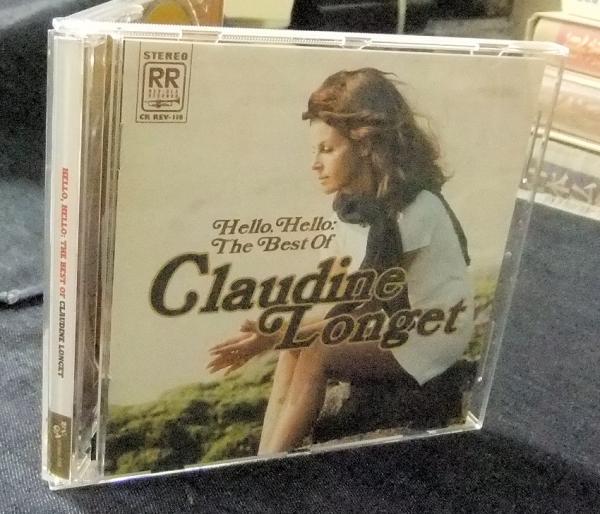 STEREO
RR
CR REV-118
Hello, Hello:
The Best Of
Claudine
Longet
HELLO, HELLO: THE BEST OF CLAUDINE LONGET